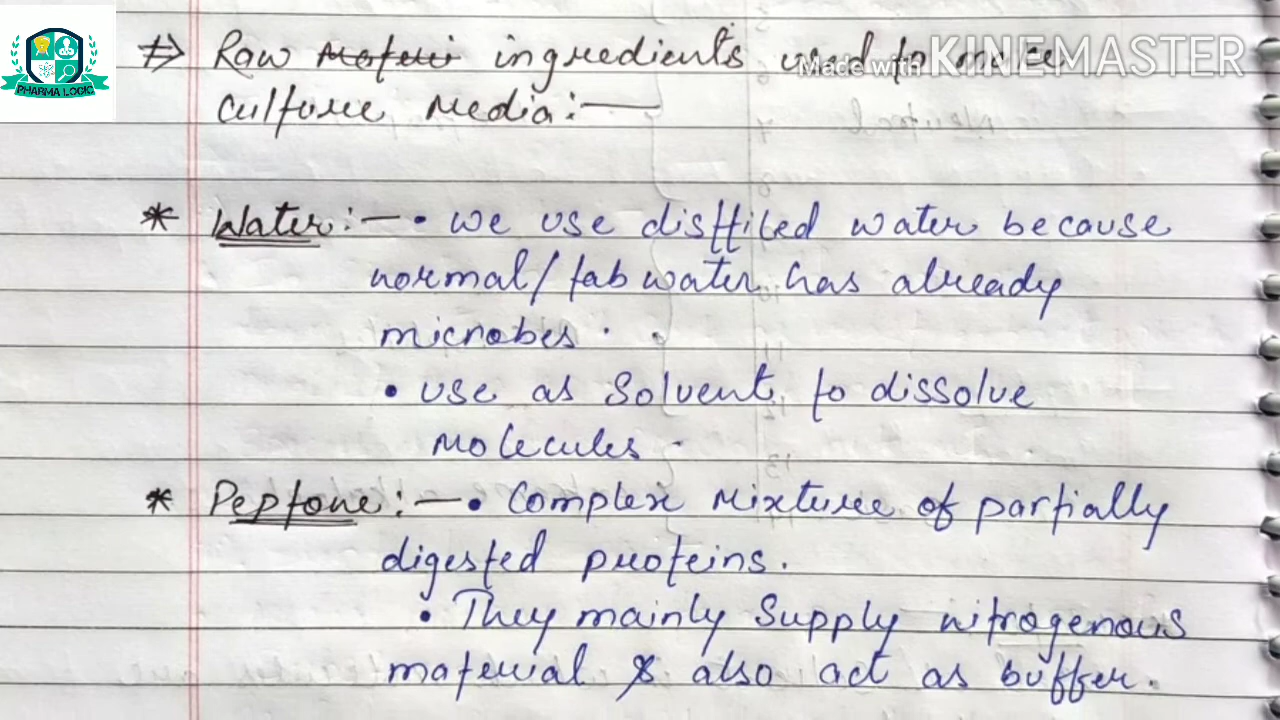 PHARMA LOGIC
Made with KINEMASTER
=> Raw ingredients used to make
culture media:—
* Water:— • We use distilled water because
normal/tab water has already
microbes.
• Use as Solvent to dissolve
molecules.
* Peptone:— • Complex mixture of partially
digested proteins.
• They mainly supply nitrogenous
material & also act as buffer.